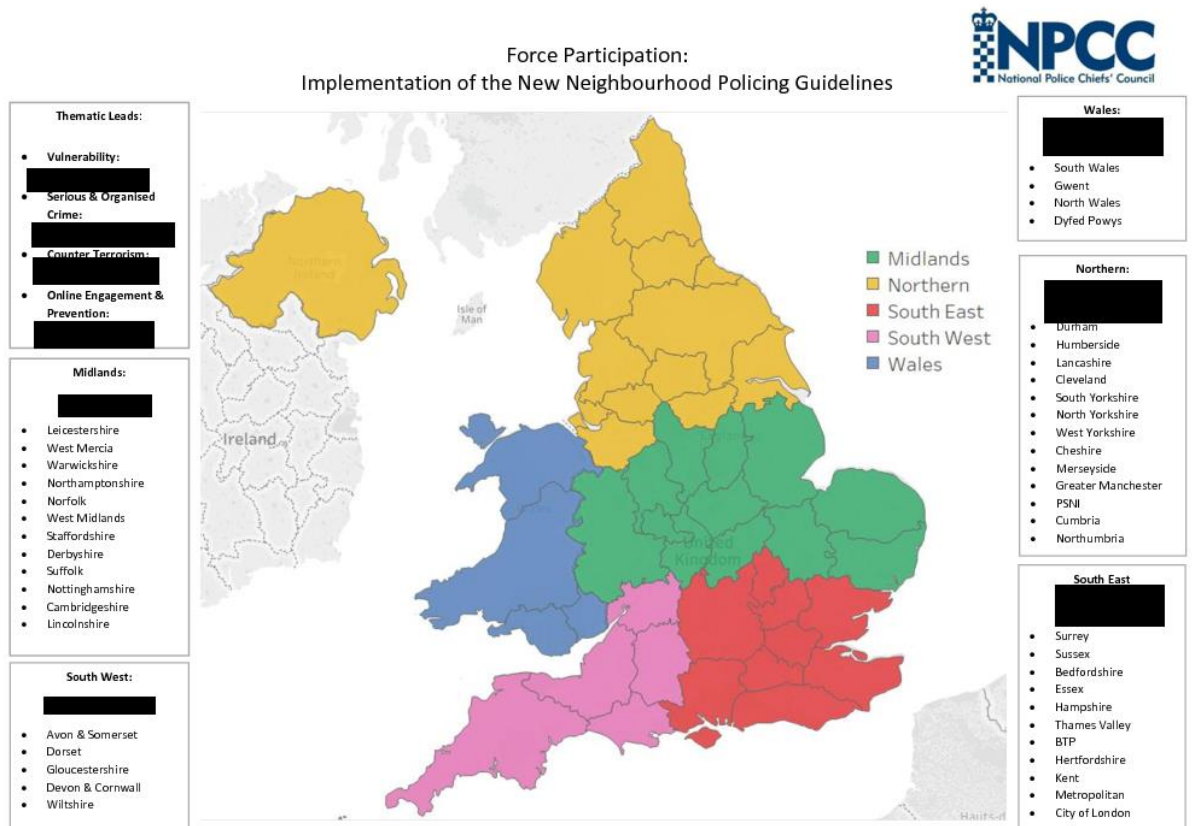 NPCC
National Police Chiefs' Council
Force Participation:
Implementation of the New Neighbourhood Policing Guidelines
Thematic Leads:
Vulnerability:
Serious & Organised
Crime:
Counter Terrorism:
Online Engagement &
Prevention:
Midlands:
Leicestershire
West Mercia
Warwickshire
Northamptonshire
Norfolk
West Midlands
Staffordshire
Derbyshire
Suffolk
Nottinghamshire
Cambridgeshire
Lincolnshire
South West:
Avon & Somerset
Dorset
Gloucestershire
Devon & Cornwall
Wiltshire
Northern
Ireland
Isle of
Man
Ireland
United
Kingdom
Midlands
Northern
South East
South West
Wales
Wales:
South Wales
Gwent
North Wales
Dyfed Powys
Northern:
Durham
Humberside
Lancashire
Cleveland
South Yorkshire
North Yorkshire
West Yorkshire
Cheshire
Merseyside
Greater Manchester
PSNI
Cumbria
Northumbria
South East
Surrey
Sussex
Bedfordshire
Essex
Hampshire
Thames Valley
BTP
Hertfordshire
Kent
Metropolitan
City of London